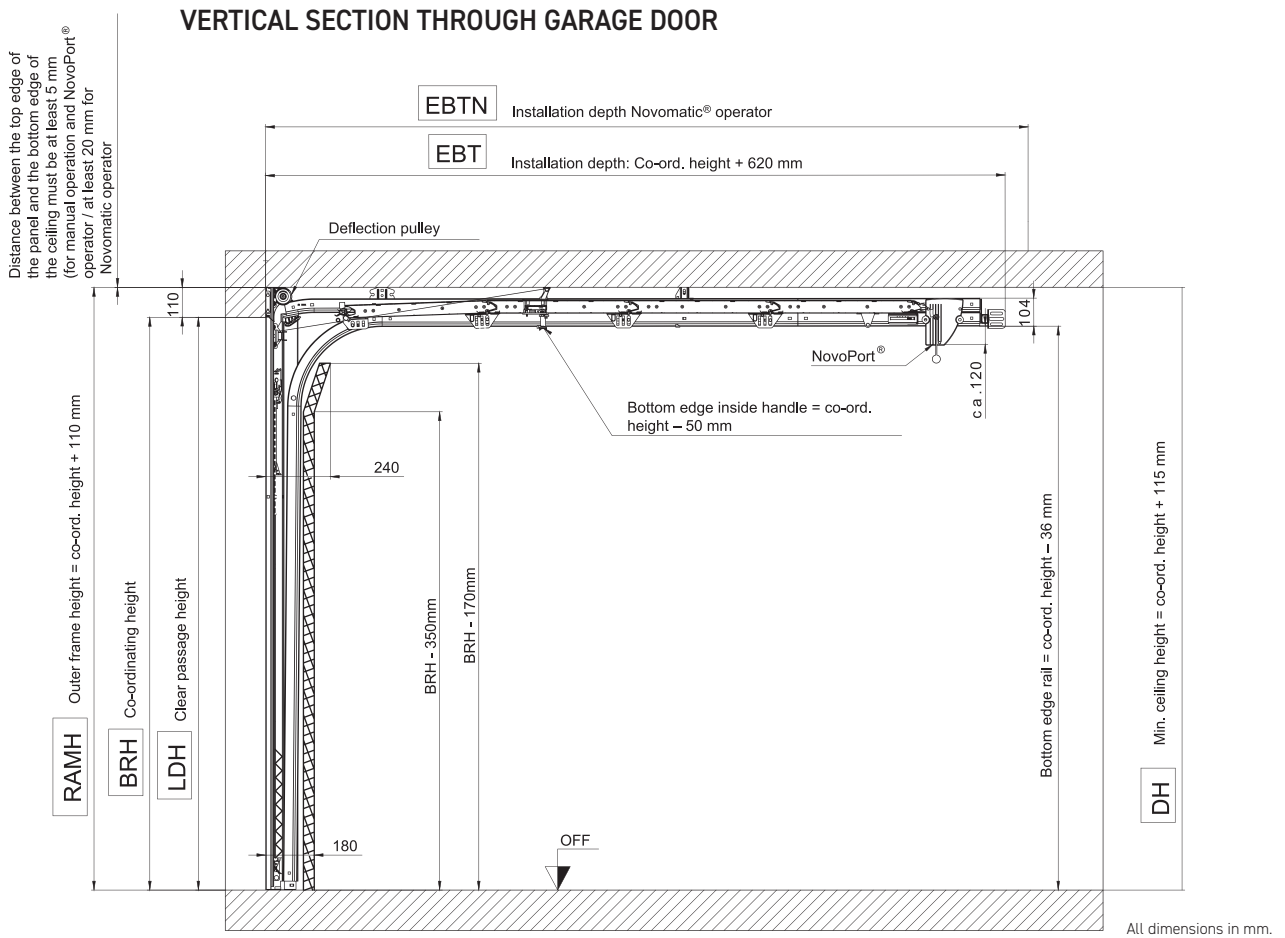 VERTICAL SECTION THROUGH GARAGE DOOR
Distance between the top edge of
the panel and the bottom edge of
the ceiling must be at least 5 mm
(for manual operation and NovoPort®
operator / at least 20 mm for
Novomatic operator
EBTN Installation depth Novomatic® operator
EBT Installation depth: Co-ord. height + 620 mm
Deflection pulley
110
104
NovoPort®
ca.120
Bottom edge inside handle = co-ord.
height – 50 mm
240
RAMH Outer frame height = co-ord. height + 110 mm
BRH Co-ordinating height
LDH Clear passage height
BRH - 350mm
BRH - 170mm
Bottom edge rail = co-ord. height – 36 mm
DH Min. ceiling height = co-ord. height + 115 mm
180
OFF
All dimensions in mm.